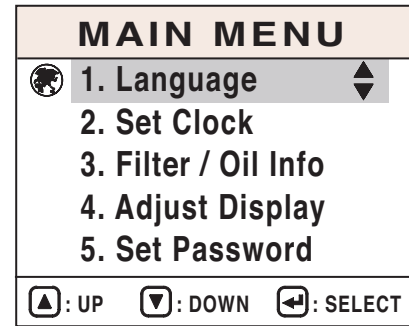 MAIN MENU
1. Language
2. Set Clock
3. Filter / Oil Info
4. Adjust Display
5. Set Password
: UP : DOWN : SELECT